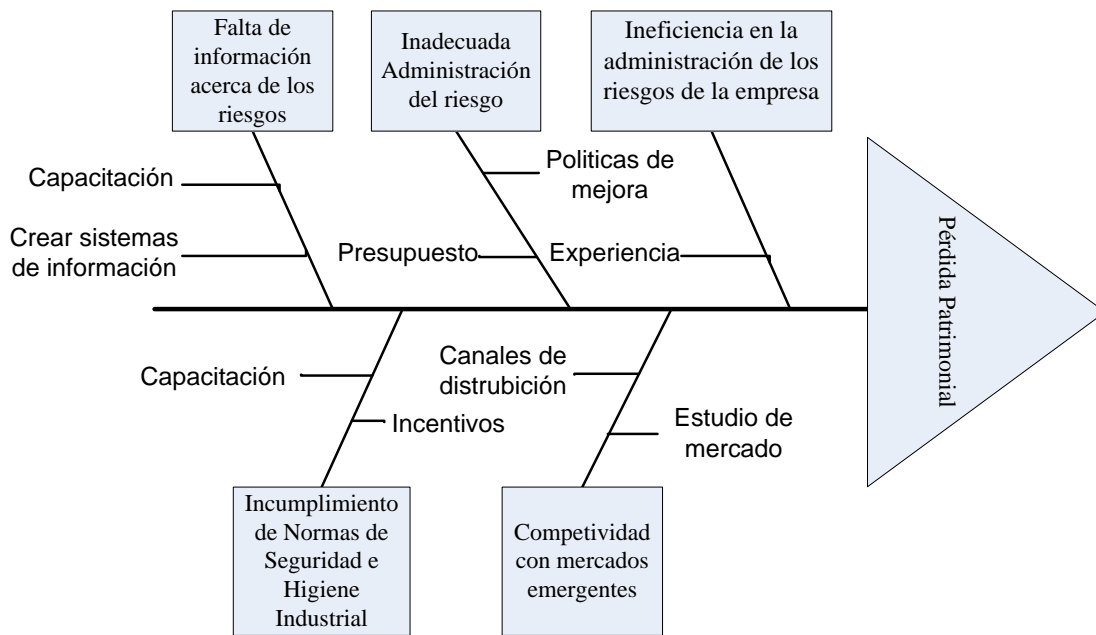 Falta de
información
acerca de los
riesgos
Inadecuada
Administración
del riesgo
Ineficiencia en la
administración de los
riesgos de la empresa
Capacitación
Crear sistemas
de información
Politicas de
mejora
Presupuesto
Experiencia
Pérdida Patrimonial
Capacitación
Incentivos
Canales de
distrubición
Estudio de
mercado
Incumplimiento
de Normas de
Seguridad e
Higiene
Industrial
Competividad
con mercados
emergentes